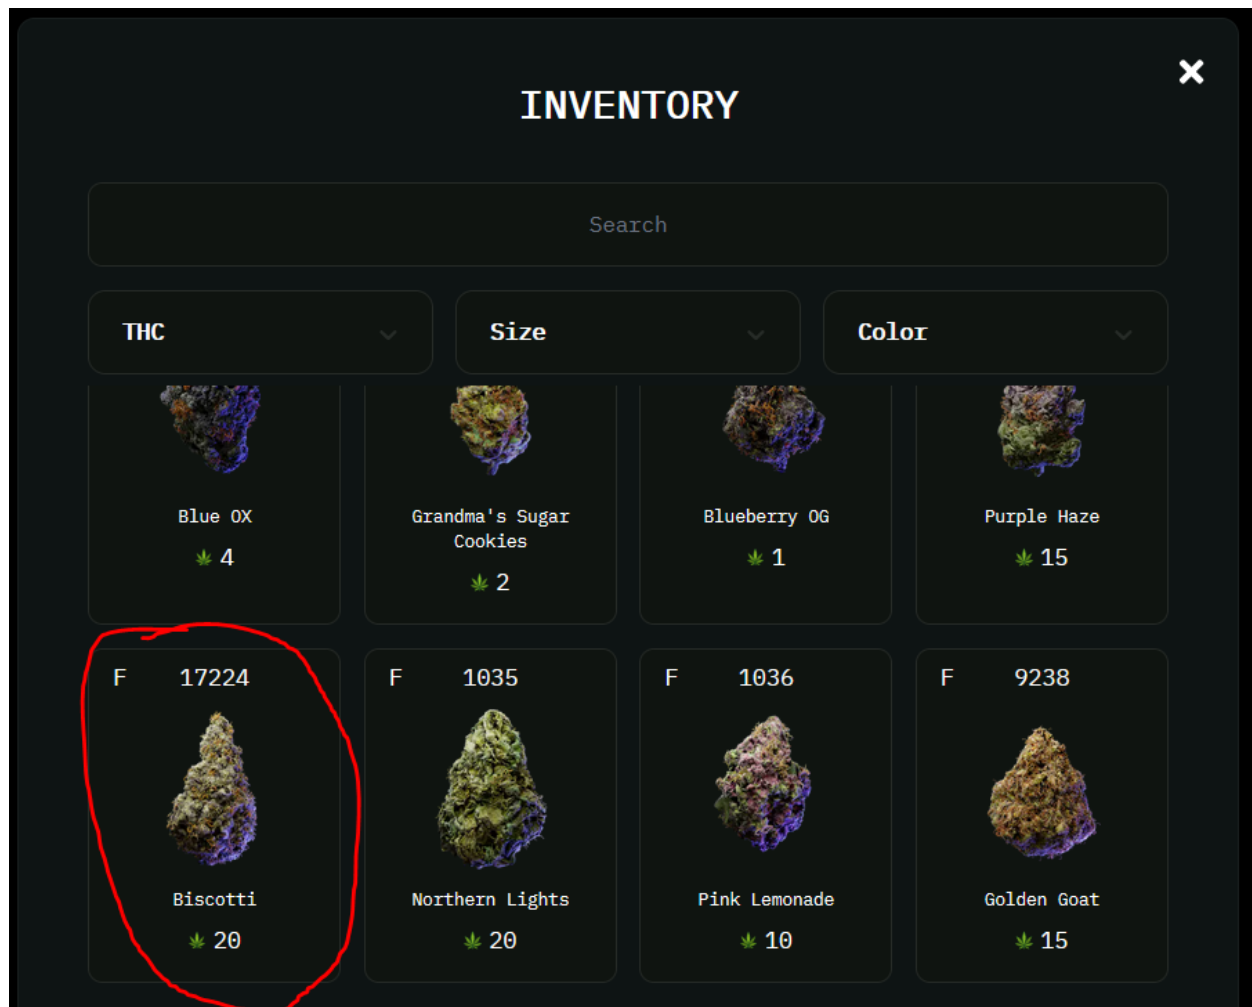 INVENTORY
Search
THC Size Color
Blue OX
4
Grandma's Sugar
Cookies
2
Blueberry OG
1
Purple Haze
15
F 17224
Biscotti
20
F 1035
Northern Lights
20
F 1036
Pink Lemonade
10
F 9238
Golden Goat
15